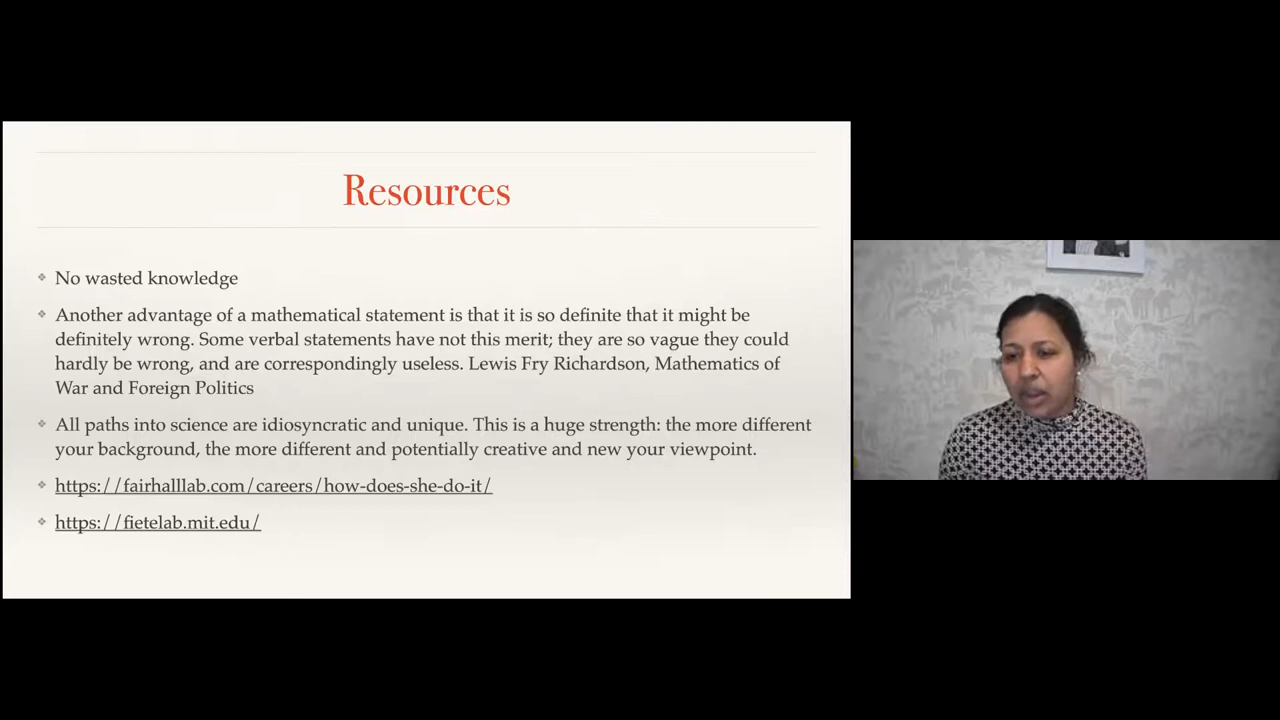 Resources
No wasted knowledge
Another advantage of a mathematical statement is that it is so definite that it might be
definitely wrong. Some verbal statements have not this merit; they are so vague they could
hardly be wrong, and are correspondingly useless. Lewis Fry Richardson, Mathematics of
War and Foreign Politics
All paths into science are idiosyncratic and unique. This is a huge strength: the more different
your background, the more different and potentially creative and new your viewpoint.
https://fairhalllab.com/careers/how-does-she-do-it/
https://fietelab.mit.edu/